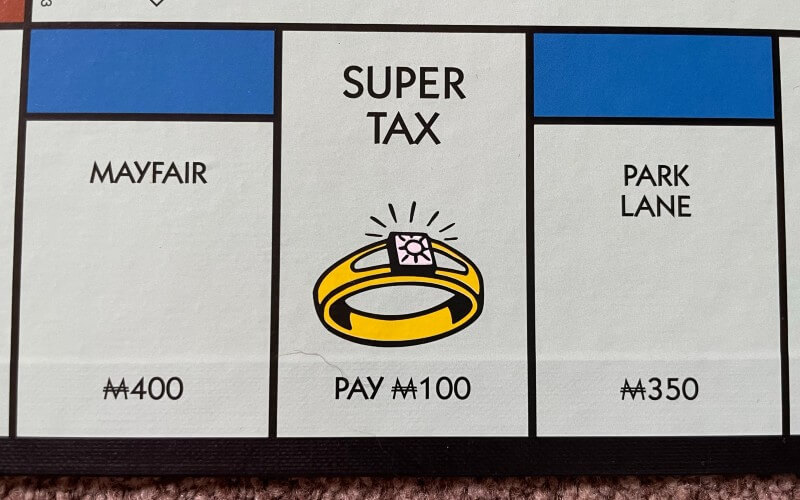 MAYFAIR
₩400
SUPER
TAX
PAY ₩100
PARK
LANE
₩350